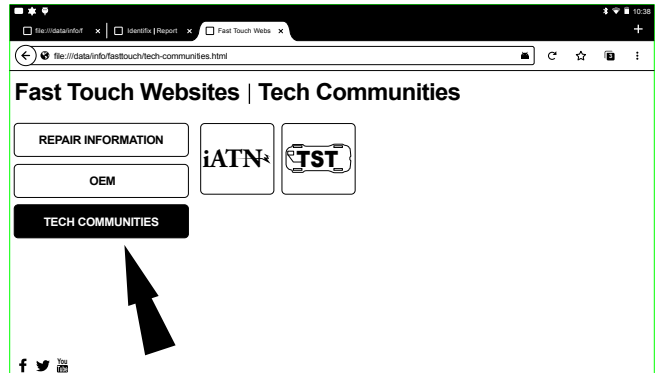 10:38
file:///data/info/f × Identifix | Report × Fast Touch Webs × +
file:///data/info/fasttouch/tech-communities.html 3
Fast Touch Websites | Tech Communities
REPAIR INFORMATION
iATN
TST
OEM
TECH COMMUNITIES
f You Tube